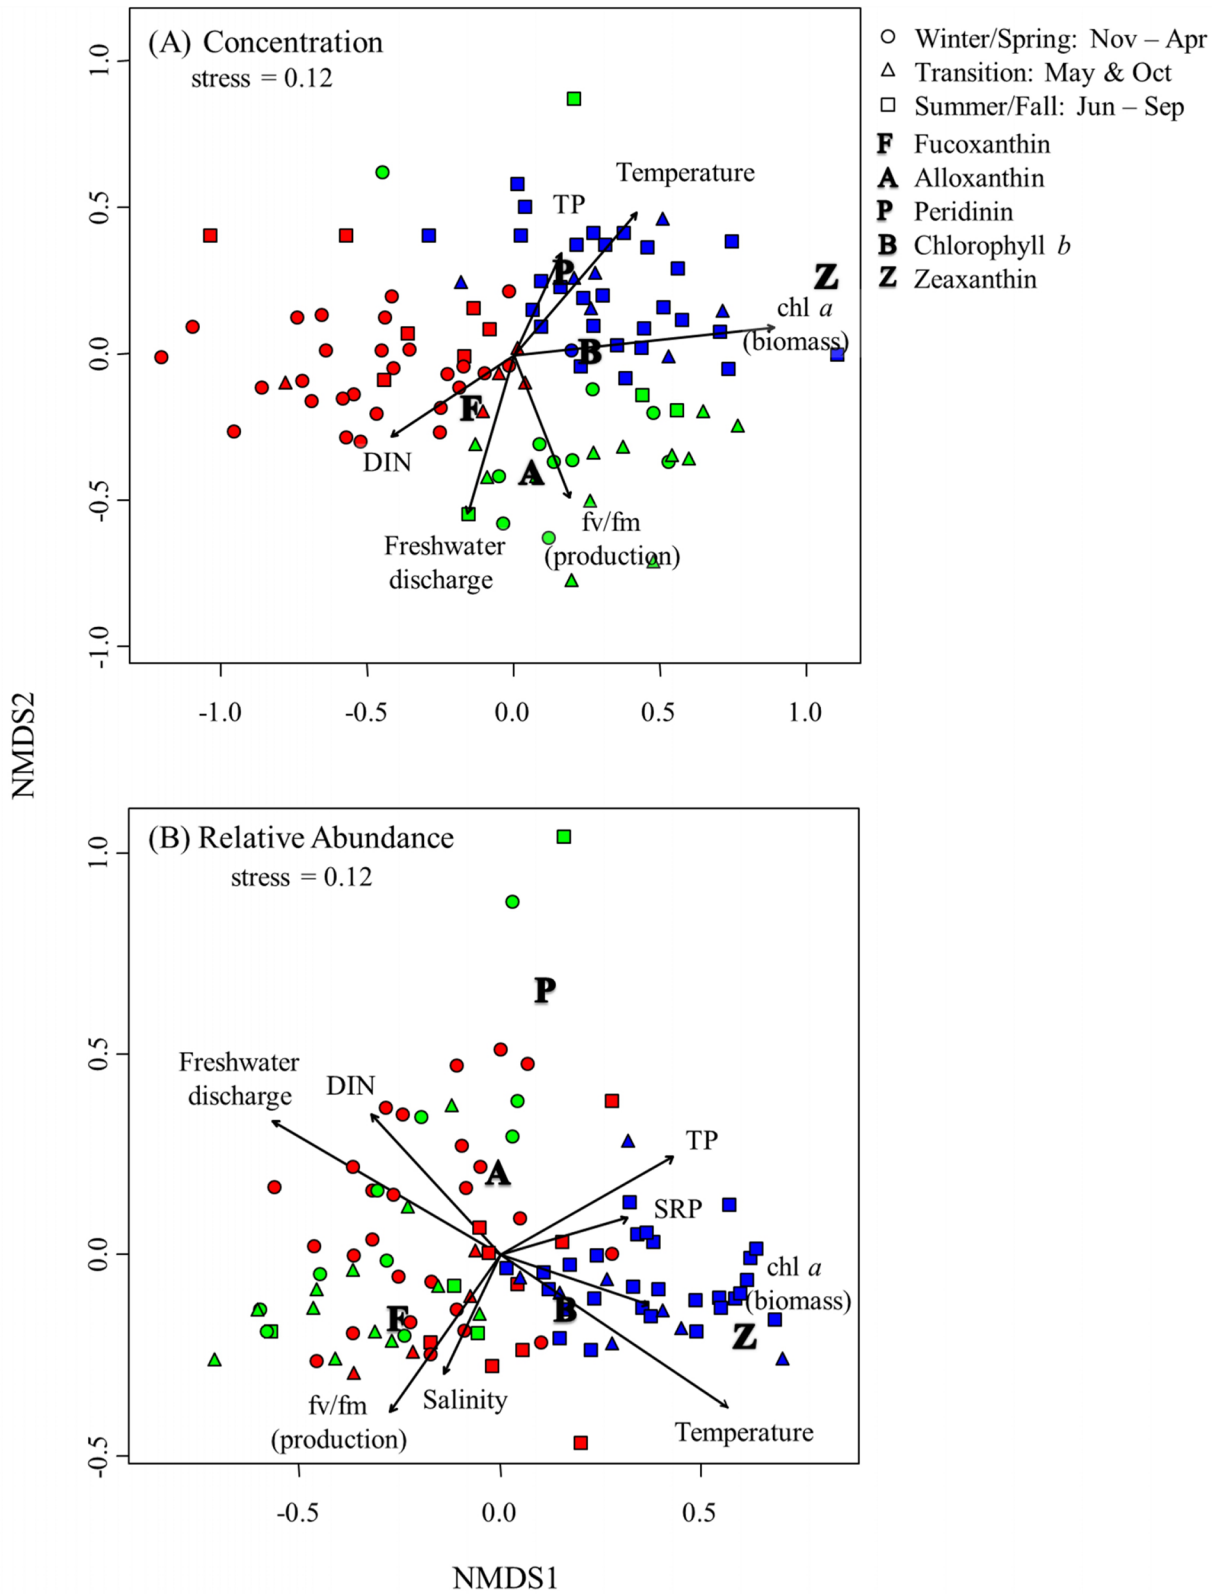 (A) Concentration
stress = 0.12
Winter/Spring: Nov – Apr
Transition: May & Oct
Summer/Fall: Jun – Sep
F Fucoxanthin
A Alloxanthin
P Peridinin
B Chlorophyll b
Z Zeaxanthin
Temperature
TP
P
Z
chl a
(biomass)
B
F
DIN
A
Freshwater
discharge
fv/fm
(production)
1.0
0.5
0.0
-0.5
-1.0
-1.0 -0.5 0.0 0.5 1.0
NMDS2
(B) Relative Abundance
stress = 0.12
P
Freshwater
discharge
DIN
TP
A
SRP
chl a
(biomass)
F
B
Z
Salinity
fv/fm
(production)
Temperature
1.0
0.5
0.0
-0.5
-0.5 0.0 0.5
NMDS1